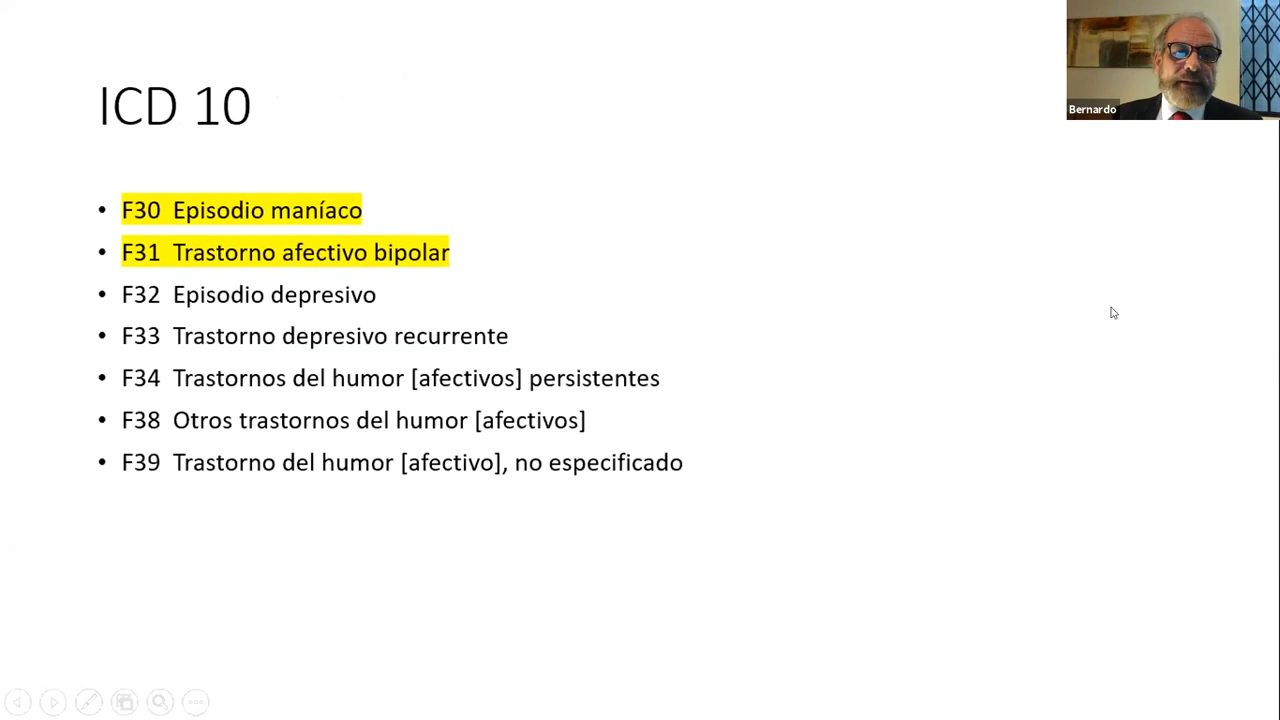 ICD 10
Bernardo
• F30 Episodio maníaco
• F31 Trastorno afectivo bipolar
• F32 Episodio depresivo
• F33 Trastorno depresivo recurrente
• F34 Trastornos del humor [afectivos] persistentes
• F38 Otros trastornos del humor [afectivos]
• F39 Trastorno del humor [afectivo], no especificado